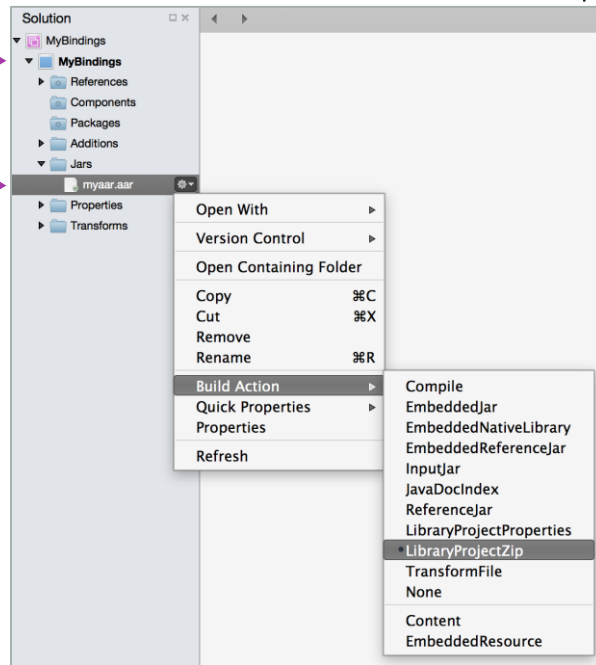 Solution
MyBindings
MyBindings
References
Components
Packages
Additions
Jars
myaar.aar
Properties
Transforms
Open With
Version Control
Open Containing Folder
Copy ⌘C
Cut ⌘X
Remove
Rename ⌘R
Build Action
Quick Properties
Properties
Refresh
Compile
EmbeddedJar
EmbeddedNativeLibrary
EmbeddedReferenceJar
InputJar
JavaDocIndex
ReferenceJar
LibraryProjectProperties
LibraryProjectZip
TransformFile
None
Content
EmbeddedResource